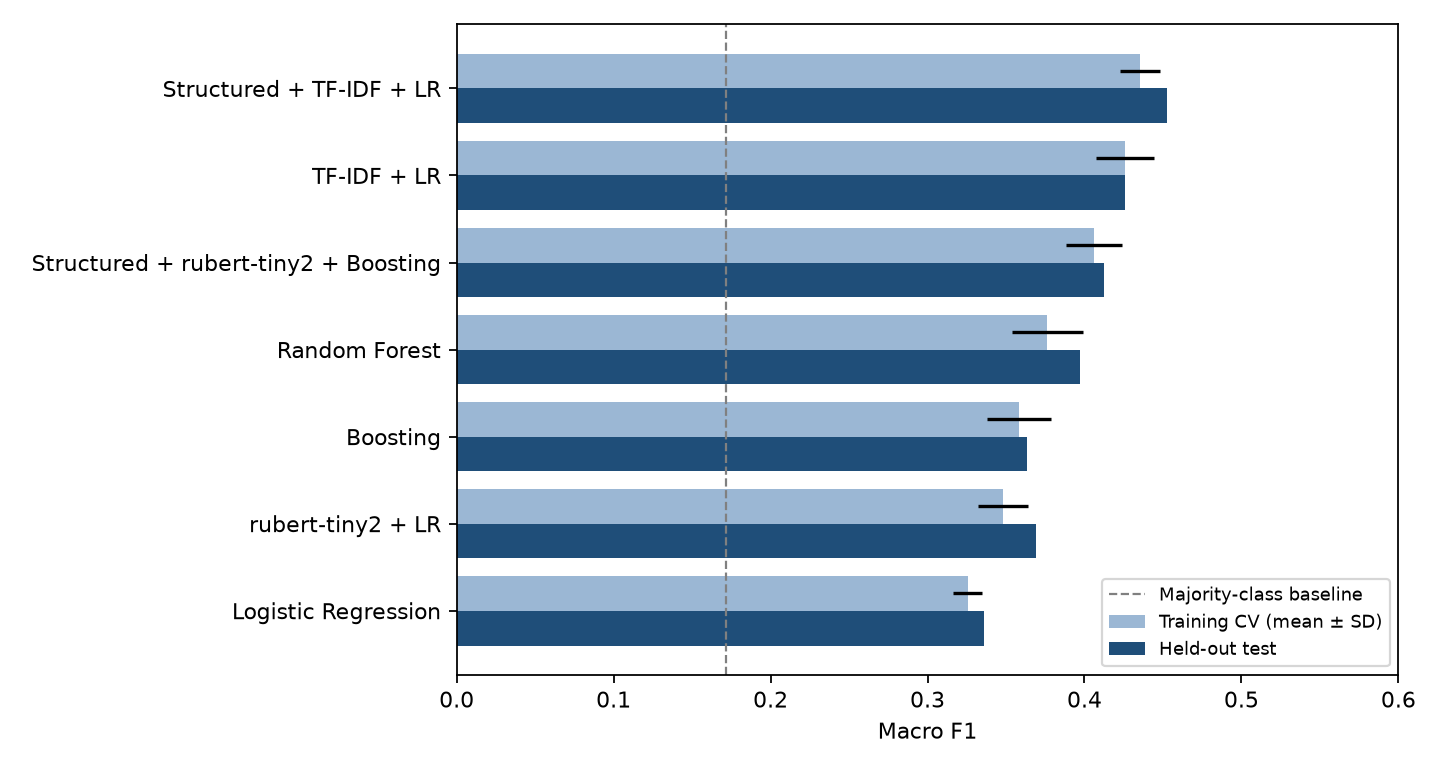 Structured + TF-IDF + LR
TF-IDF + LR
Structured + rubert-tiny2 + Boosting
Random Forest
Boosting
rubert-tiny2 + LR
Logistic Regression
Majority-class baseline
Training CV (mean ± SD)
Held-out test
0.0 0.1 0.2 0.3 0.4 0.5 0.6
Macro F1